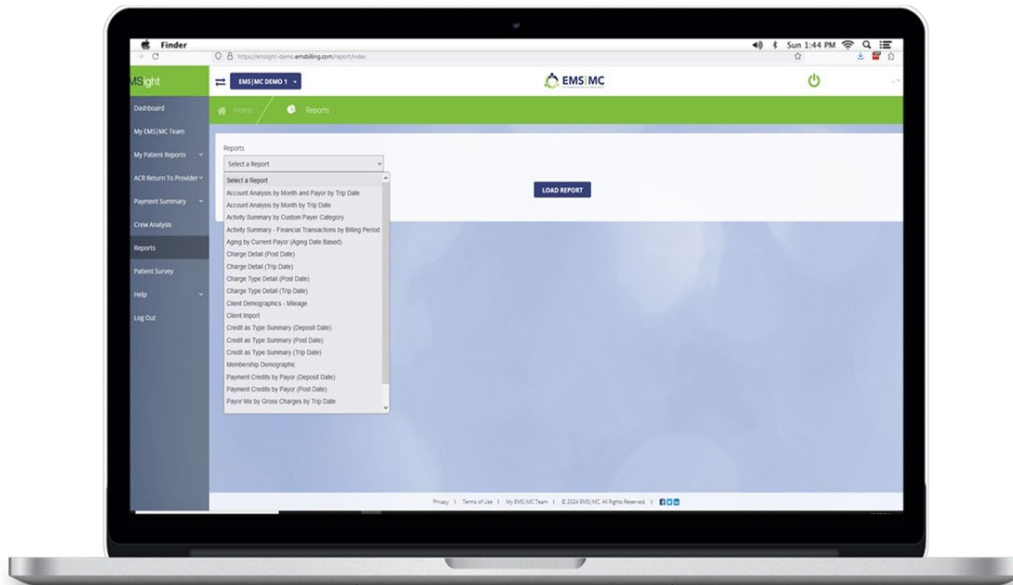 Finder
Sun 1:44 PM
https://emsight-demo.emsbilling.com/report/index
MSight
EMS|MC DEMO 1
EMS|MC
Home
Reports
Dashboard
My EMS|MC Team
My Patient Reports
ACR Return To Provider
Payment Summary
Crew Analysis
Reports
Patient Survey
Help
Log Out
Reports
Select a Report
LOAD REPORT
Select a Report
Account Analysis by Month and Payor by Trip Date
Account Analysis by Month by Trip Date
Activity Summary by Custom Payer Category
Activity Summary - Financial Transactions by Billing Period
Aging by Current Payor (Aging Date Based)
Charge Detail (Post Date)
Charge Detail (Trip Date)
Charge Type Detail (Post Date)
Charge Type Detail (Trip Date)
Client Demographics - Mileage
Client Import
Credit as Type Summary (Deposit Date)
Credit as Type Summary (Post Date)
Credit as Type Summary (Trip Date)
Membership Demographic
Payment Credits by Payor (Deposit Date)
Payment Credits by Payor (Post Date)
Payor Mix by Gross Charges by Trip Date
Privacy | Terms of Use | My EMS|MC Team | © 2024 EMS|MC. All Rights Reserved. |